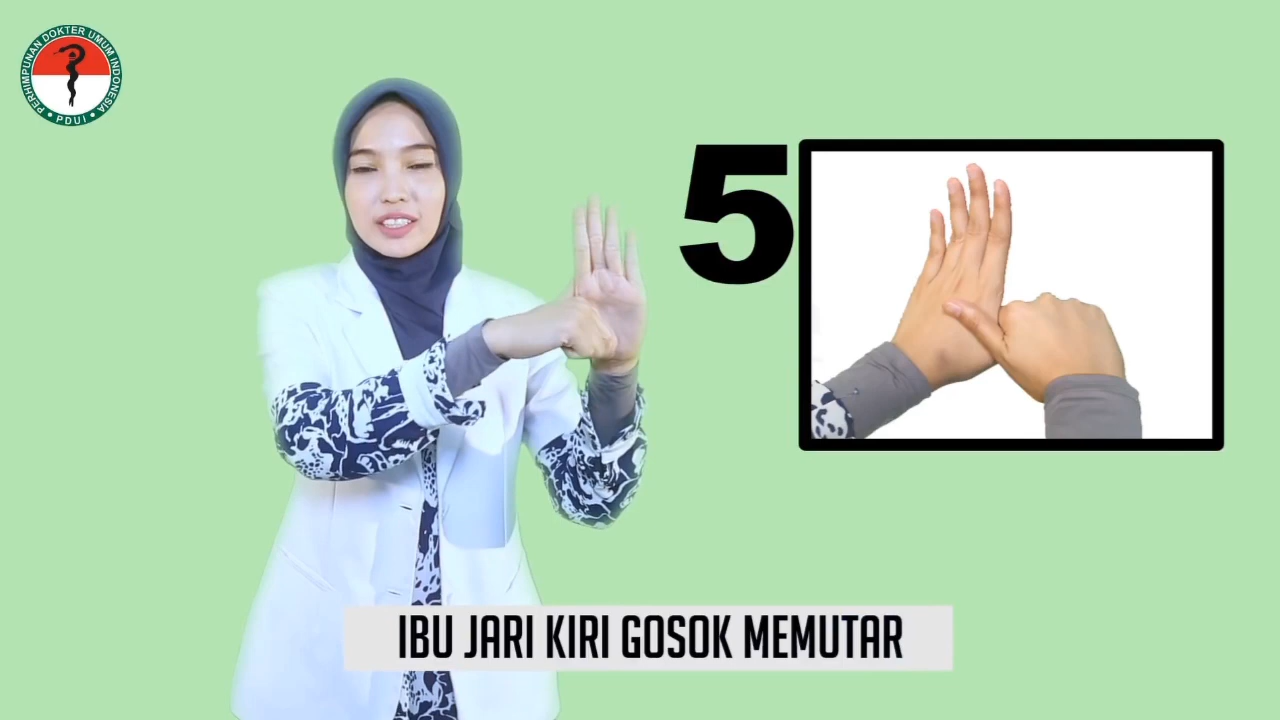 PERHIMPUNAN DOKTER UMUM INDONESIA
• PDUI •
5
IBU JARI KIRI GOSOK MEMUTAR